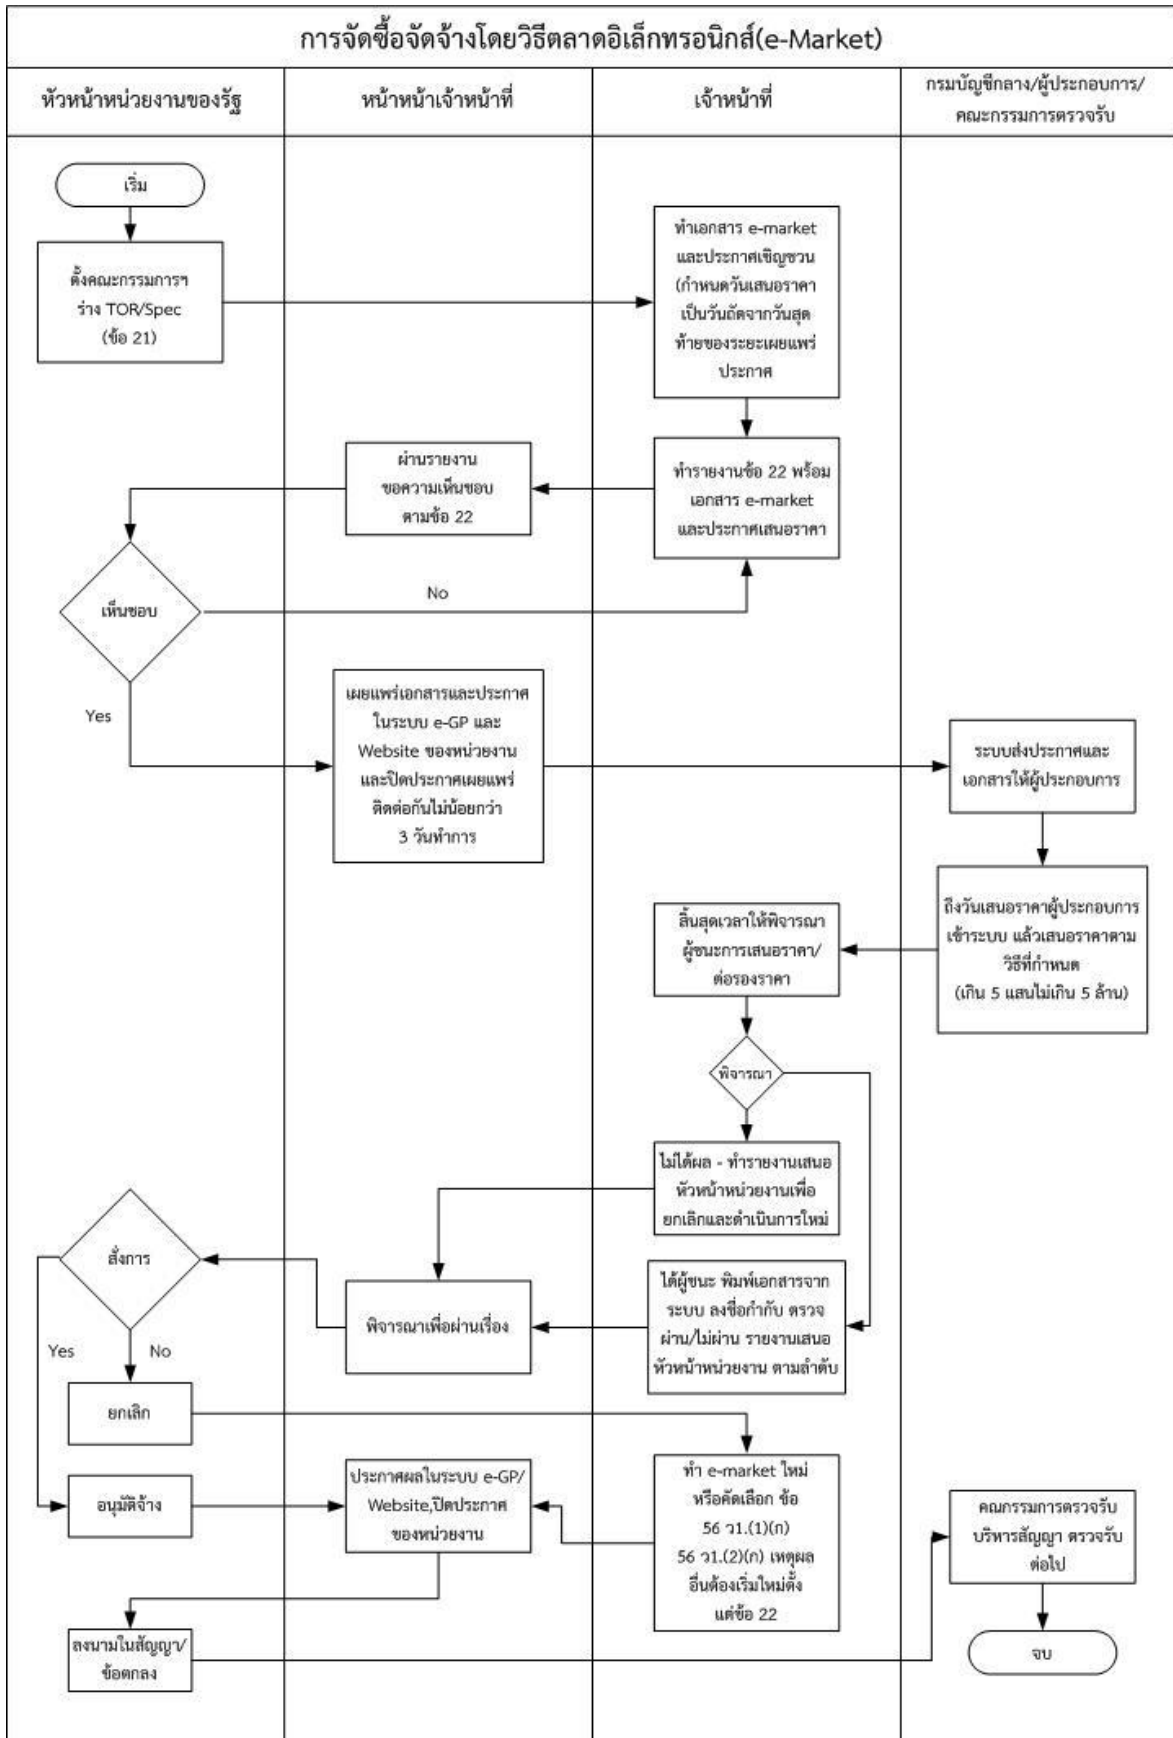 การจัดซื้อจัดจ้างโดยวิธีตลาดอิเล็กทรอนิกส์(e-Market)
หัวหน้าหน่วยงานของรัฐ
หน้าหน้าเจ้าหน้าที่
เจ้าหน้าที่
กรมบัญชีกลาง/ผู้ประกอบการ/
คณะกรรมการตรวจรับ
เริ่ม
ตั้งคณะกรรมการฯ
ร่าง TOR/Spec
(ข้อ 21)
ทำเอกสาร e-market
และประกาศเชิญชวน
(กำหนดวันเสนอราคา
เป็นวันถัดจากวันสุด
ท้ายของระยะเผยแพร่
ประกาศ
ทำรายงานข้อ 22 พร้อม
เอกสาร e-market
และประกาศเสนอราคา
ผ่านรายงาน
ขอความเห็นชอบ
ตามข้อ 22
เห็นชอบ
No
Yes
เผยแพร่เอกสารและประกาศ
ในระบบ e-GP และ
Website ของหน่วยงาน
และปิดประกาศเผยแพร่
ติดต่อกันไม่น้อยกว่า
3 วันทำการ
ระบบส่งประกาศและ
เอกสารให้ผู้ประกอบการ
ถึงวันเสนอราคาผู้ประกอบการ
เข้าระบบ แล้วเสนอราคาตาม
วิธีที่กำหนด
(เกิน 5 แสนไม่เกิน 5 ล้าน)
สิ้นสุดเวลาให้พิจารณา
ผู้ชนะการเสนอราคา/
ต่อรองราคา
พิจารณา
ไม่ได้ผล - ทำรายงานเสนอ
หัวหน้าหน่วยงานเพื่อ
ยกเลิกและดำเนินการใหม่
ได้ผู้ชนะ พิมพ์เอกสารจาก
ระบบ ลงชื่อกำกับ ตรวจ
ผ่าน/ไม่ผ่าน รายงานเสนอ
หัวหน้าหน่วยงาน ตามลำดับ
พิจารณาเพื่อผ่านเรื่อง
สั่งการ
Yes
No
ยกเลิก
อนุมัติจ้าง
ประกาศผลในระบบ e-GP/
Website,ปิดประกาศ
ของหน่วยงาน
ทำ e-market ใหม่
หรือคัดเลือก ข้อ
56 ว1.(1)(ก)
56 ว1.(2)(ก) เหตุผล
อื่นต้องเริ่มใหม่ตั้ง
แต่ข้อ 22
คณกรรมการตรวจรับ
บริหารสัญญา ตรวจรับ
ต่อไป
ลงนามในสัญญา/
ข้อตกลง
จบ